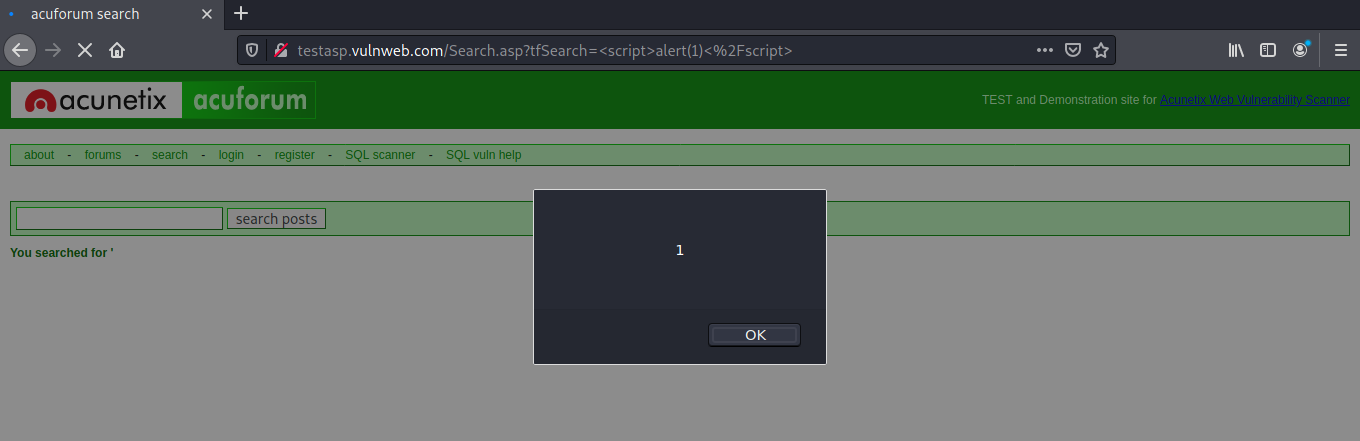 acuforum search
testasp.vulnweb.com/Search.asp?tfSearch=<script>alert(1)<%2Fscript>
acunetix acuforum
TEST and Demonstration site for Acunetix Web Vulnerability Scanner
about - forums - search - login - register - SQL scanner - SQL vuln help
search posts
You searched for '
1
OK